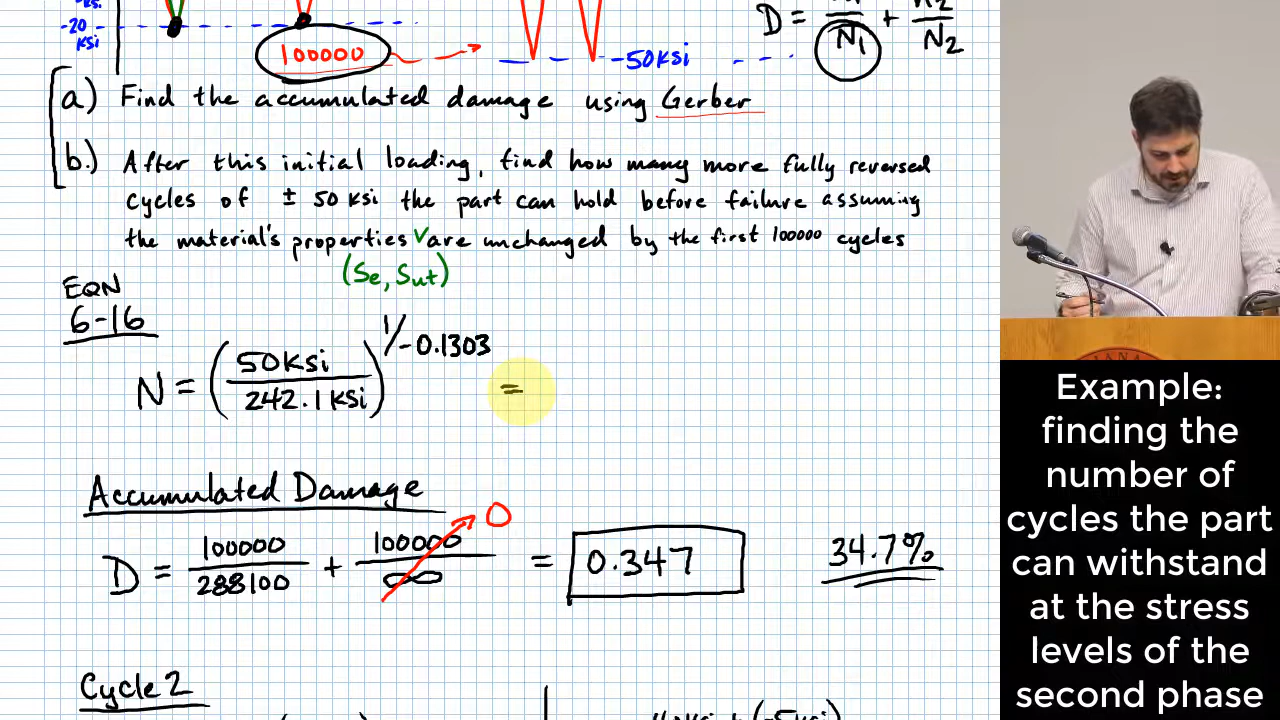 -20 ksi
100000
-50ksi
D = + 
N1 N2
a.) Find the accumulated damage using Gerber
b.) After this initial loading, find how many more fully reversed
cycles of ± 50 ksi the part can hold before failure assuming
the material's properties are unchanged by the first 100000 cycles
(Se, Sut)
EQN
6-16
N = (50ksi / 242.1 ksi)^1/-0.1303 =
Accumulated Damage
D = 100000/288100 + 100000/∞ 0 = 0.347 34.7%
Cycle 2
Example:
finding the
number of
cycles the part
can withstand
at the stress
levels of the
second phase